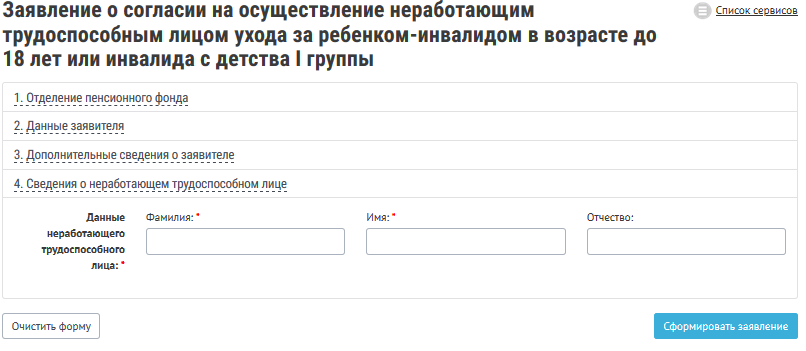 Заявление о согласии на осуществление неработающим
трудоспособным лицом ухода за ребенком-инвалидом в возрасте до
18 лет или инвалида с детства I группы
Список сервисов
1. Отделение пенсионного фонда
2. Данные заявителя
3. Дополнительные сведения о заявителе
4. Сведения о неработающем трудоспособном лице
Данные
неработающего
трудоспособного
лица: *
Фамилия: *
Имя: *
Отчество:
Очистить форму
Сформировать заявление